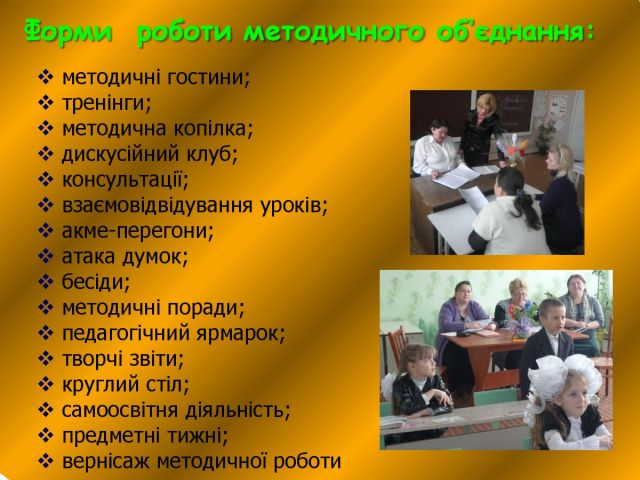 Форми роботи методичного об'єднання:
❖ методичні гостини;
❖ тренінги;
❖ методична копілка;
❖ дискусійний клуб;
❖ консультації;
❖ взаємовідвідування уроків;
❖ акме-перегони;
❖ атака думок;
❖ бесіди;
❖ методичні поради;
❖ педагогічний ярмарок;
❖ творчі звіти;
❖ круглий стіл;
❖ самоосвітня діяльність;
❖ предметні тижні;
❖ вернісаж методичної роботи